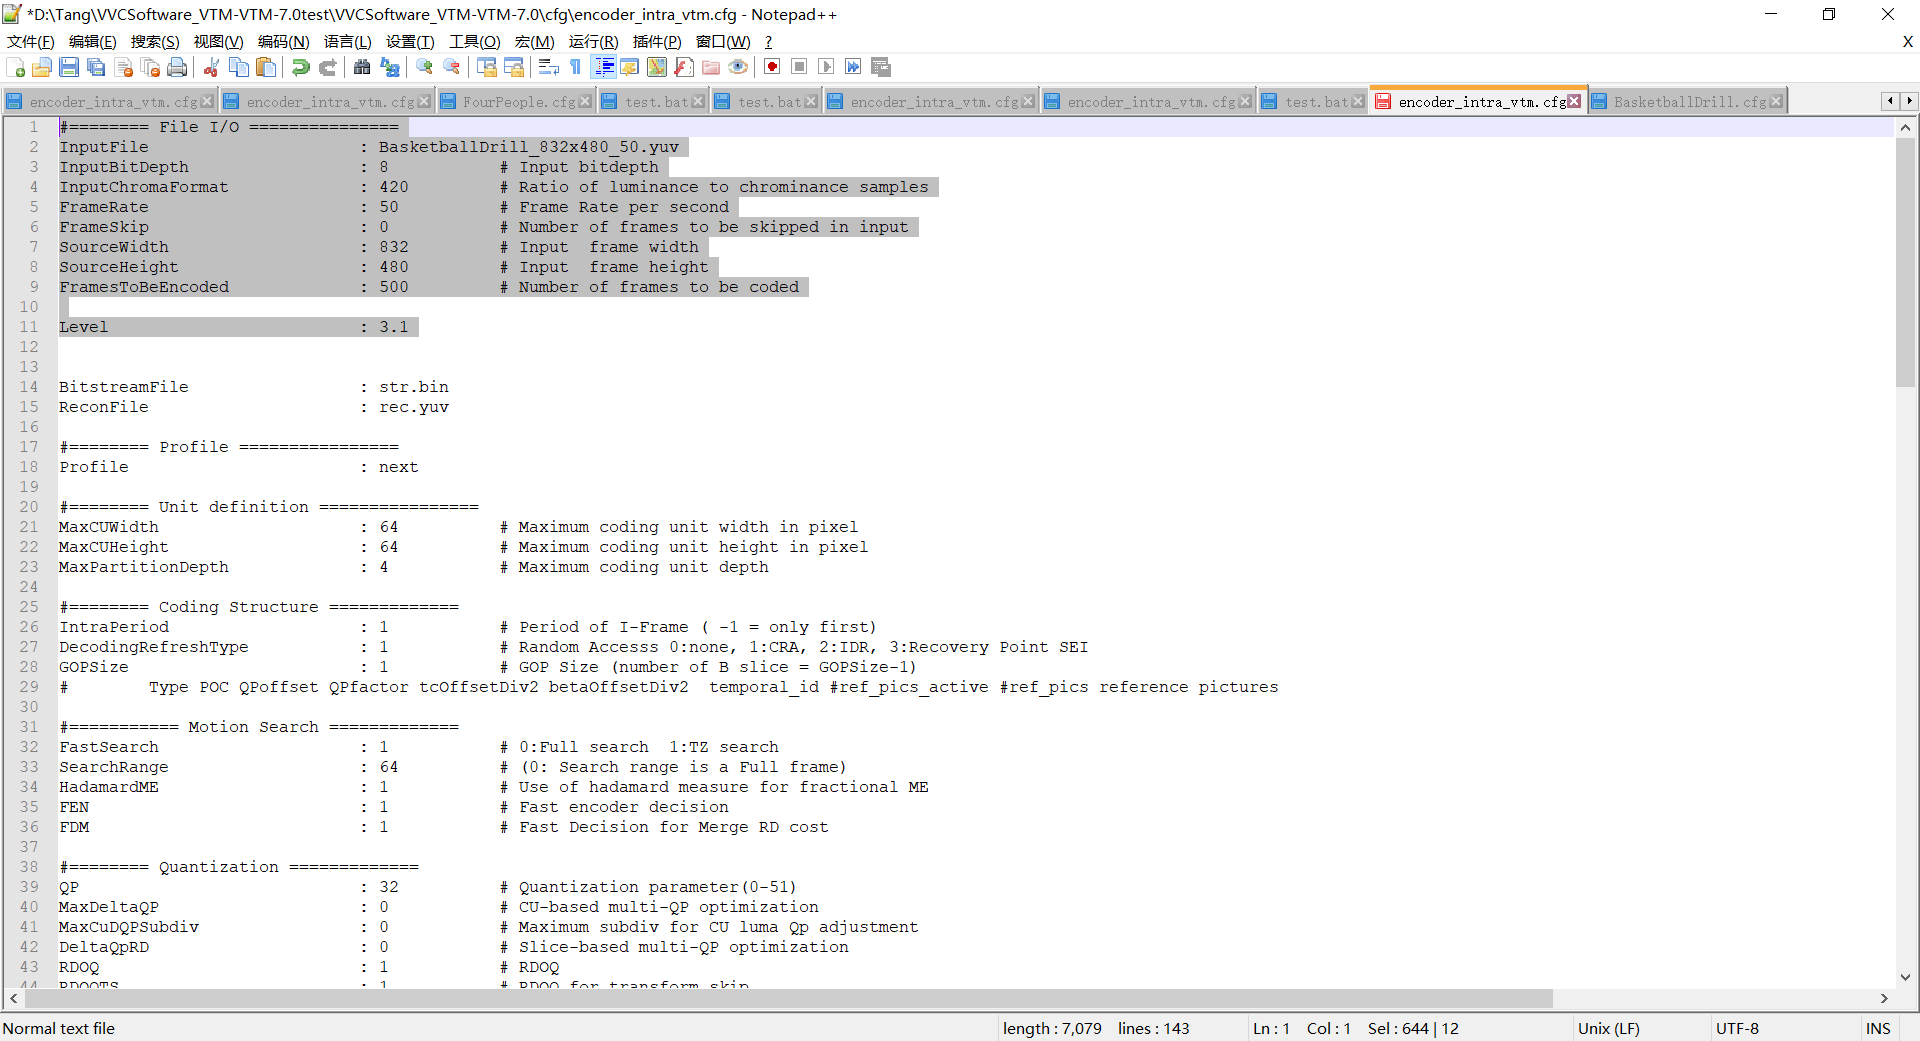 *D:\Tang\VVCSoftware_VTM-VTM-7.0test\VVCSoftware_VTM-VTM-7.0\cfg\encoder_intra_vtm.cfg - Notepad++
文件(F) 编辑(E) 搜索(S) 视图(V) 编码(N) 语言(L) 设置(T) 工具(O) 宏(M) 运行(R) 插件(P) 窗口(W) ? X
encoder_intra_vtm.cfg encoder_intra_vtm.cfg FourPeople.cfg test.bat test.bat encoder_intra_vtm.cfg encoder_intra_vtm.cfg test.bat encoder_intra_vtm.cfg BasketballDrill.cfg
1 #======== File I/O ===============
2 InputFile : BasketballDrill_832x480_50.yuv
3 InputBitDepth : 8 # Input bitdepth
4 InputChromaFormat : 420 # Ratio of luminance to chrominance samples
5 FrameRate : 50 # Frame Rate per second
6 FrameSkip : 0 # Number of frames to be skipped in input
7 SourceWidth : 832 # Input  frame width
8 SourceHeight : 480 # Input  frame height
9 FramesToBeEncoded : 500 # Number of frames to be coded
10
11 Level : 3.1
12
13
14 BitstreamFile : str.bin
15 ReconFile : rec.yuv
16
17 #======== Profile ================
18 Profile : next
19
20 #======== Unit definition ================
21 MaxCUWidth : 64 # Maximum coding unit width in pixel
22 MaxCUHeight : 64 # Maximum coding unit height in pixel
23 MaxPartitionDepth : 4 # Maximum coding unit depth
24
25 #======== Coding Structure =============
26 IntraPeriod : 1 # Period of I-Frame ( -1 = only first)
27 DecodingRefreshType : 1 # Random Accesss 0:none, 1:CRA, 2:IDR, 3:Recovery Point SEI
28 GOPSize : 1 # GOP Size (number of B slice = GOPSize-1)
29 # Type POC QPoffset QPfactor tcOffsetDiv2 betaOffsetDiv2  temporal_id #ref_pics_active #ref_pics reference pictures
30
31 #=========== Motion Search =============
32 FastSearch : 1 # 0:Full search  1:TZ search
33 SearchRange : 64 # (0: Search range is a Full frame)
34 HadamardME : 1 # Use of hadamard measure for fractional ME
35 FEN : 1 # Fast encoder decision
36 FDM : 1 # Fast Decision for Merge RD cost
37
38 #======== Quantization =============
39 QP : 32 # Quantization parameter(0-51)
40 MaxDeltaQP : 0 # CU-based multi-QP optimization
41 MaxCuDQPSubdiv : 0 # Maximum subdiv for CU luma Qp adjustment
42 DeltaQpRD : 0 # Slice-based multi-QP optimization
43 RDOQ : 1 # RDOQ
44 RDOQTS : 1 # RDOQ for transform skip
Normal text file length : 7,079 lines : 143 Ln : 1 Col : 1 Sel : 644 | 12 Unix (LF) UTF-8 INS